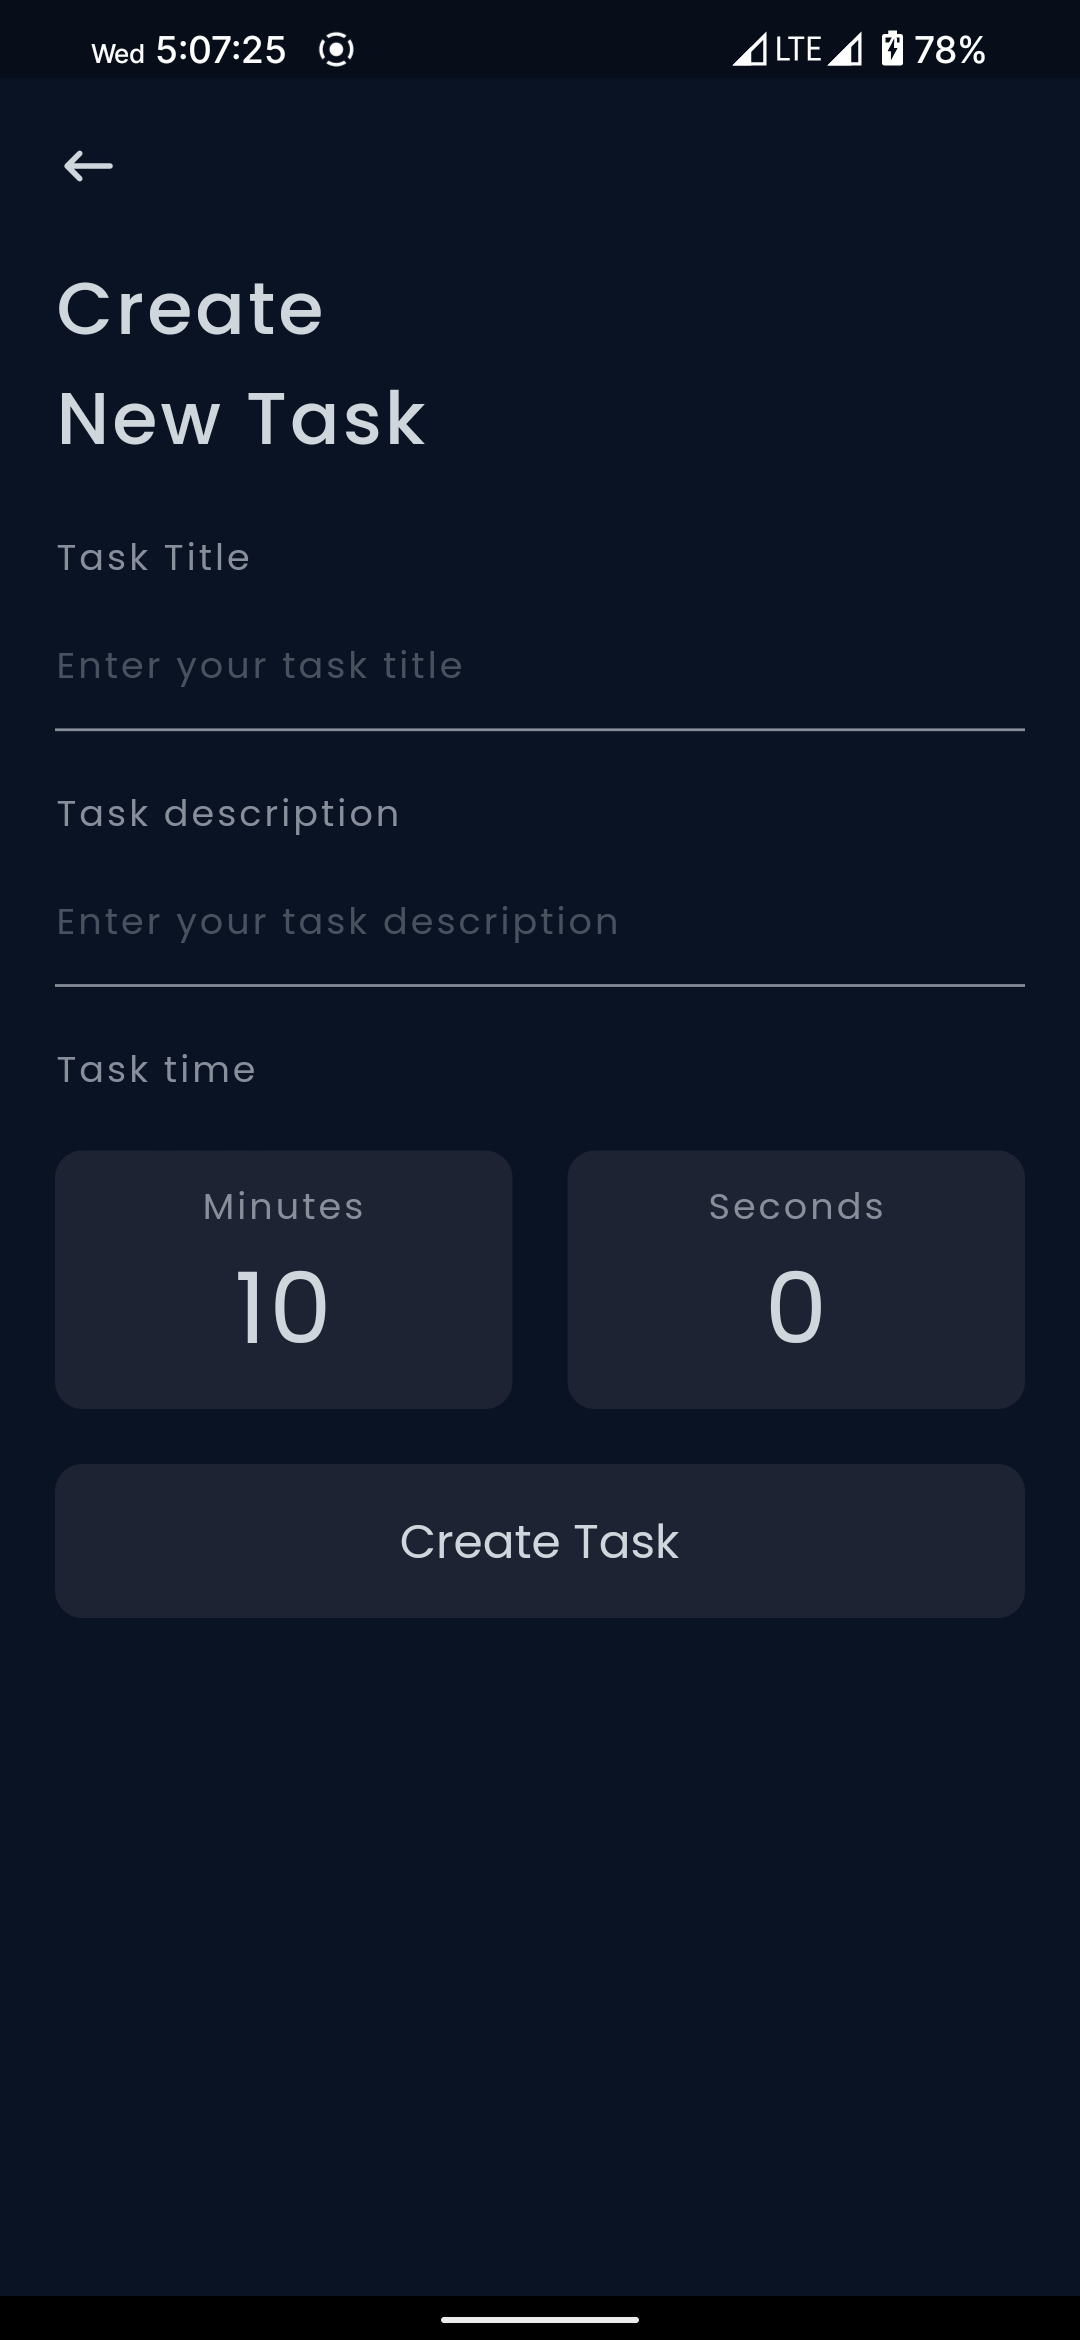 Wed 5:07:25 LTE 78%
Create
New Task
Task Title
Enter your task title
Task description
Enter your task description
Task time
Minutes Seconds
10 0
Create Task